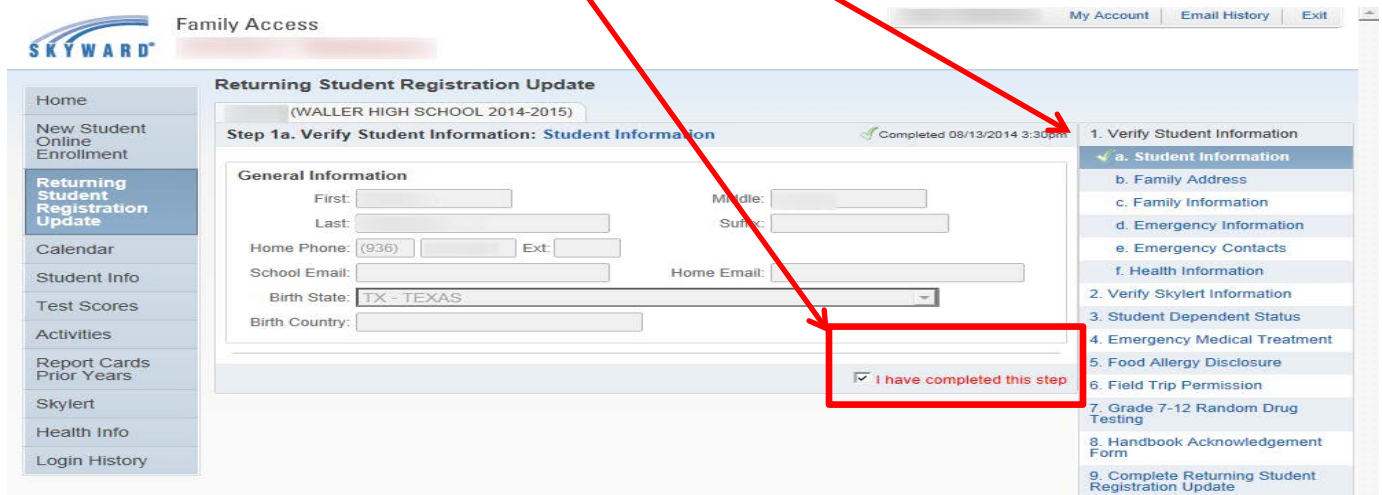 Family Access
My Account Email History Exit
SKYWARD
Home
New Student
Online
Enrollment
Returning
Student
Registration
Update
Calendar
Student Info
Test Scores
Activities
Report Cards
Prior Years
Skylert
Health Info
Login History
Returning Student Registration Update
(WALLER HIGH SCHOOL 2014-2015)
Step 1a. Verify Student Information: Student Information
Completed 08/13/2014 3:30pm
General Information
First: Middle:
Last: Suffix:
Home Phone: (936) Ext:
School Email: Home Email:
Birth State: TX - TEXAS
Birth Country:
I have completed this step
1. Verify Student Information
a. Student Information
b. Family Address
c. Family Information
d. Emergency Information
e. Emergency Contacts
f. Health Information
2. Verify Skylert Information
3. Student Dependent Status
4. Emergency Medical Treatment
5. Food Allergy Disclosure
6. Field Trip Permission
7. Grade 7-12 Random Drug
Testing
8. Handbook Acknowledgement
Form
9. Complete Returning Student
Registration Update